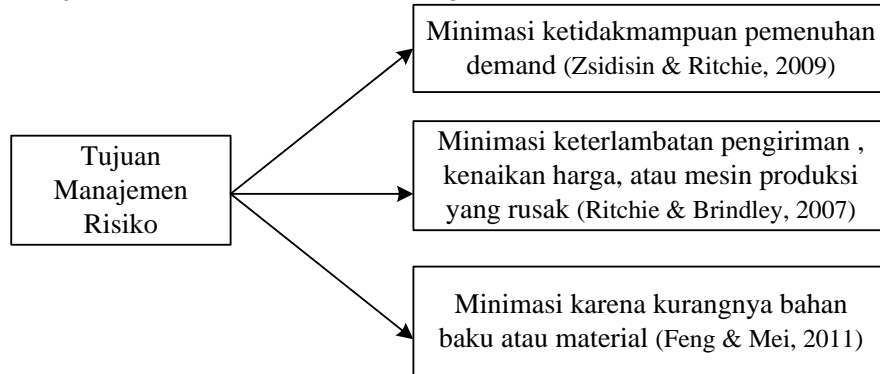 Minimasi ketidakmampuan pemenuhan
demand (Zsidisin & Ritchie, 2009)
Tujuan
Manajemen
Risiko
Minimasi keterlambatan pengiriman ,
kenaikan harga, atau mesin produksi
yang rusak (Ritchie & Brindley, 2007)
Minimasi karena kurangnya bahan
baku atau material (Feng & Mei, 2011)